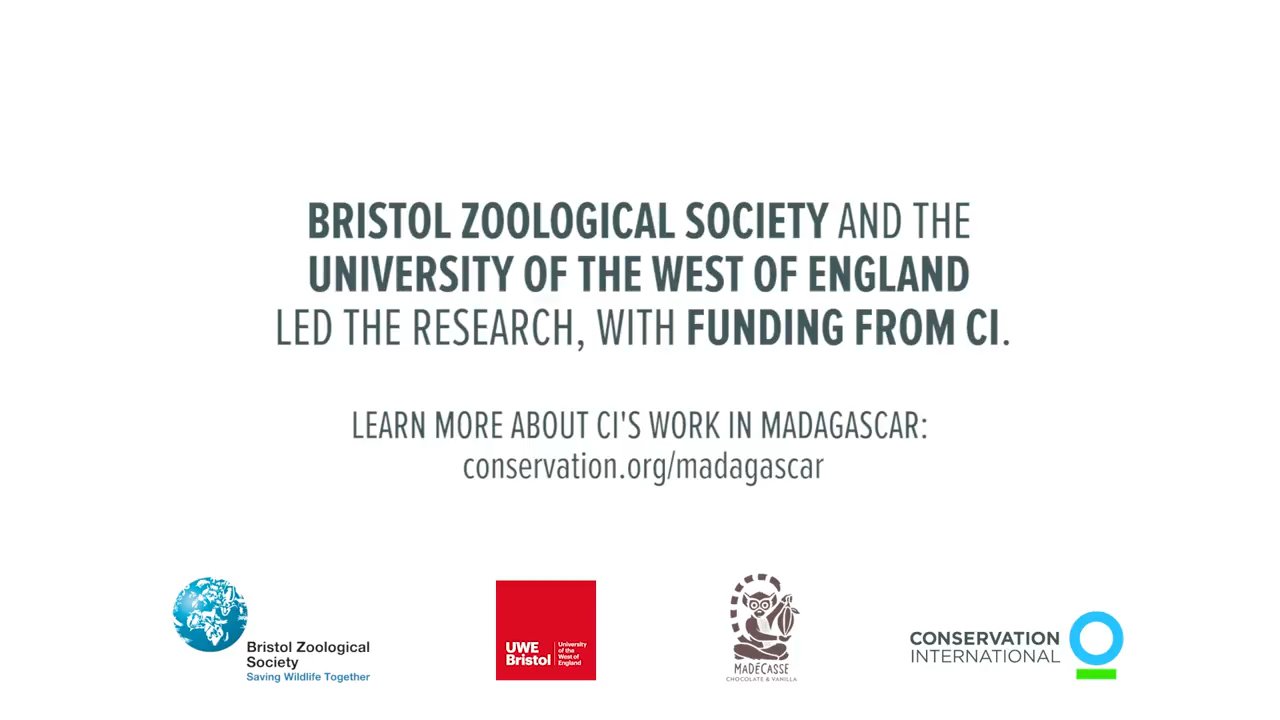 BRISTOL ZOOLOGICAL SOCIETY AND THE
UNIVERSITY OF THE WEST OF ENGLAND
LED THE RESEARCH, WITH FUNDING FROM CI.
LEARN MORE ABOUT CI'S WORK IN MADAGASCAR:
conservation.org/madagascar
Bristol Zoological
Society
Saving Wildlife Together
UWE
Bristol
University
of the
West of
England
MADÉCASSE
CHOCOLATE & VANILLA
CONSERVATION
INTERNATIONAL